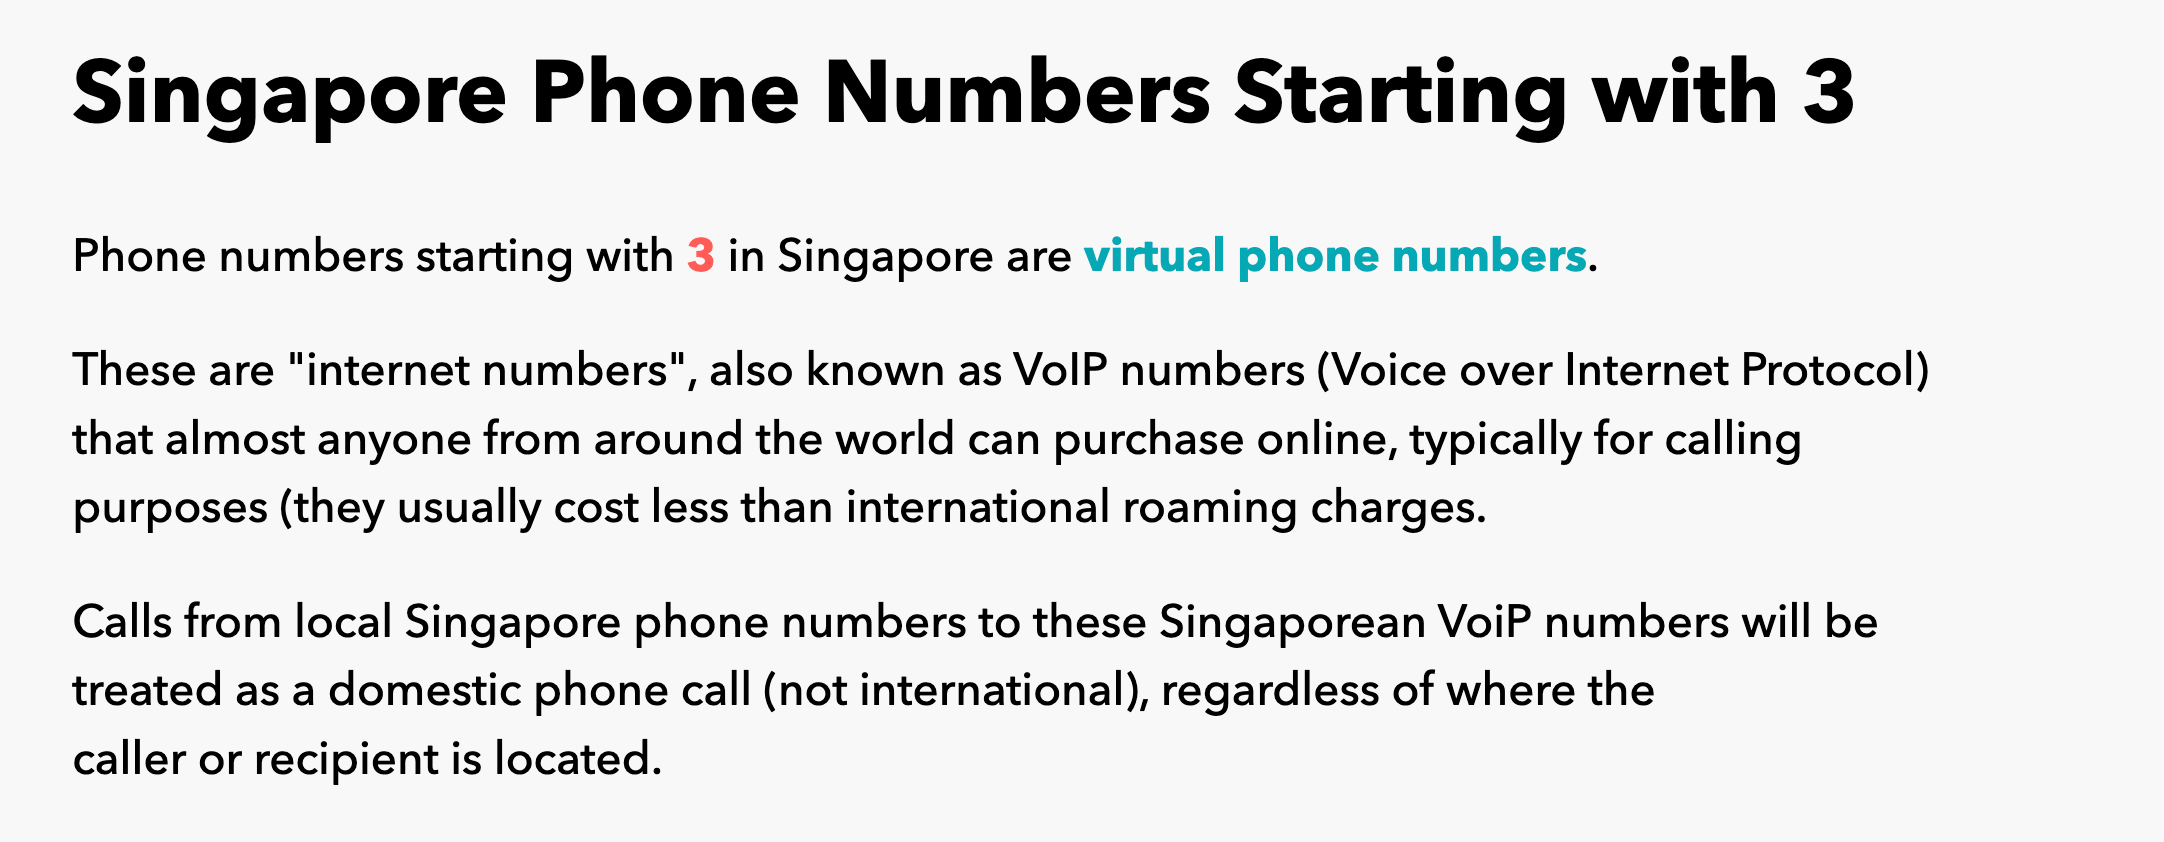 Singapore Phone Numbers Starting with 3
Phone numbers starting with 3 in Singapore are virtual phone numbers.
These are "internet numbers", also known as VoIP numbers (Voice over Internet Protocol)
that almost anyone from around the world can purchase online, typically for calling
purposes (they usually cost less than international roaming charges.
Calls from local Singapore phone numbers to these Singaporean VoiP numbers will be
treated as a domestic phone call (not international), regardless of where the
caller or recipient is located.